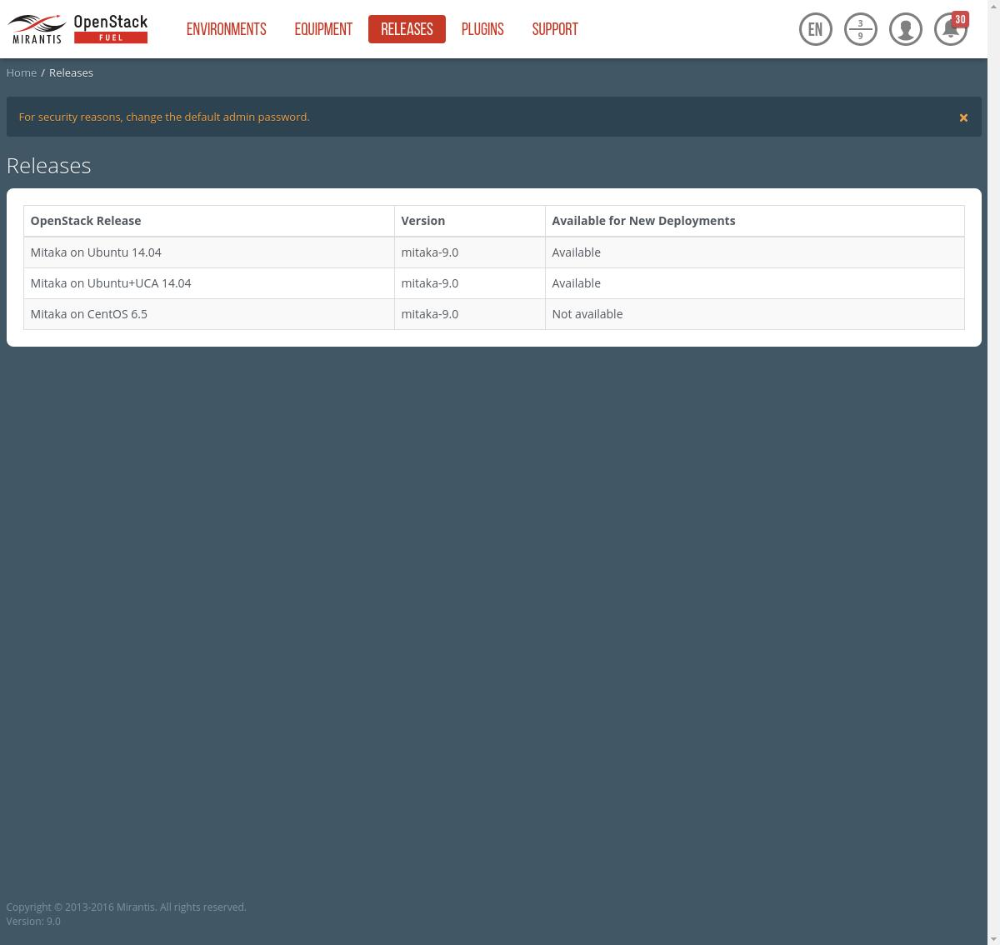 MIRANTIS OpenStack FUEL ENVIRONMENTS EQUIPMENT RELEASES PLUGINS SUPPORT EN 3 9 30
Home / Releases
For security reasons, change the default admin password.
Releases
OpenStack Release Version Available for New Deployments
Mitaka on Ubuntu 14.04 mitaka-9.0 Available
Mitaka on Ubuntu+UCA 14.04 mitaka-9.0 Available
Mitaka on CentOS 6.5 mitaka-9.0 Not available
Copyright © 2013-2016 Mirantis. All rights reserved.
Version: 9.0